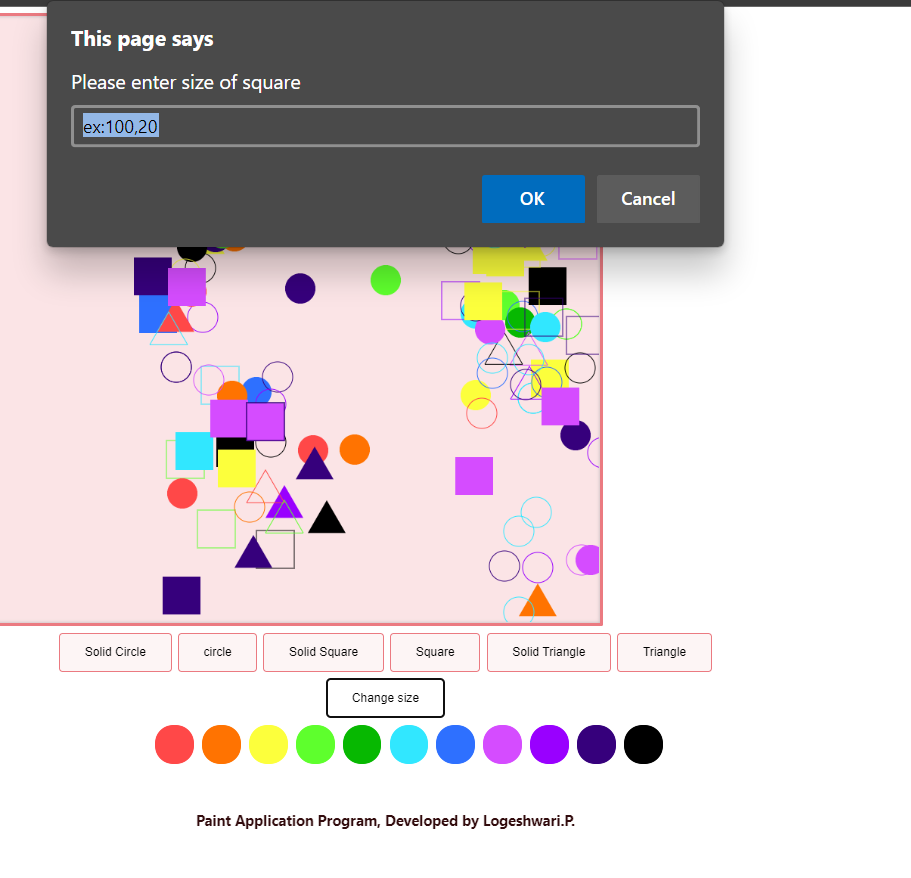 This page says
Please enter size of square
ex:100,20
OK Cancel
Solid Circle circle Solid Square Square Solid Triangle Triangle
Change size
Paint Application Program, Developed by Logeshwari.P.